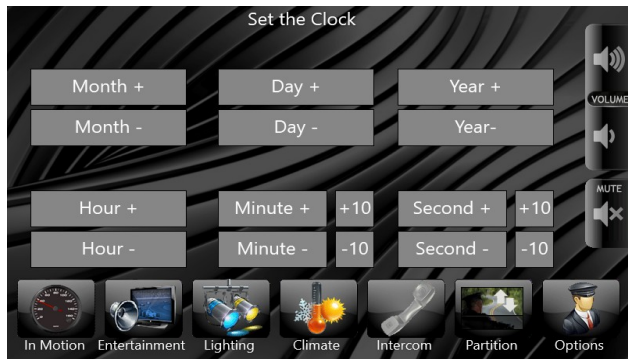 Set the Clock
Month + Day + Year +
VOLUME
Month - Day - Year-
MUTE
Hour + Minute + +10 Second + +10
Hour - Minute - -10 Second - -10
In Motion Entertainment Lighting Climate Intercom Partition Options